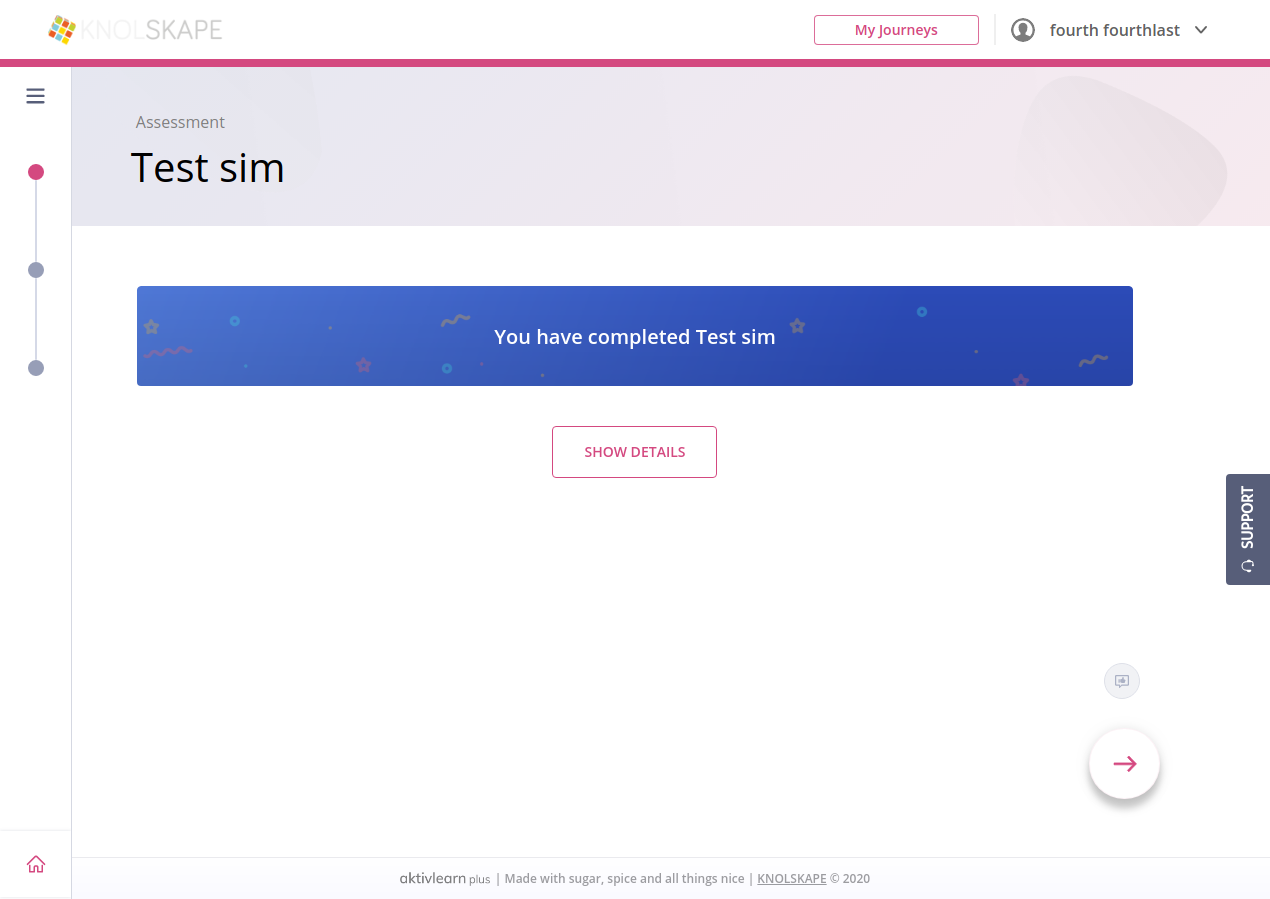 KNOLSKAPE
My Journeys
fourth fourthlast
Assessment
Test sim
You have completed Test sim
SHOW DETAILS
SUPPORT
aktivlearn plus | Made with sugar, spice and all things nice | KNOLSKAPE © 2020